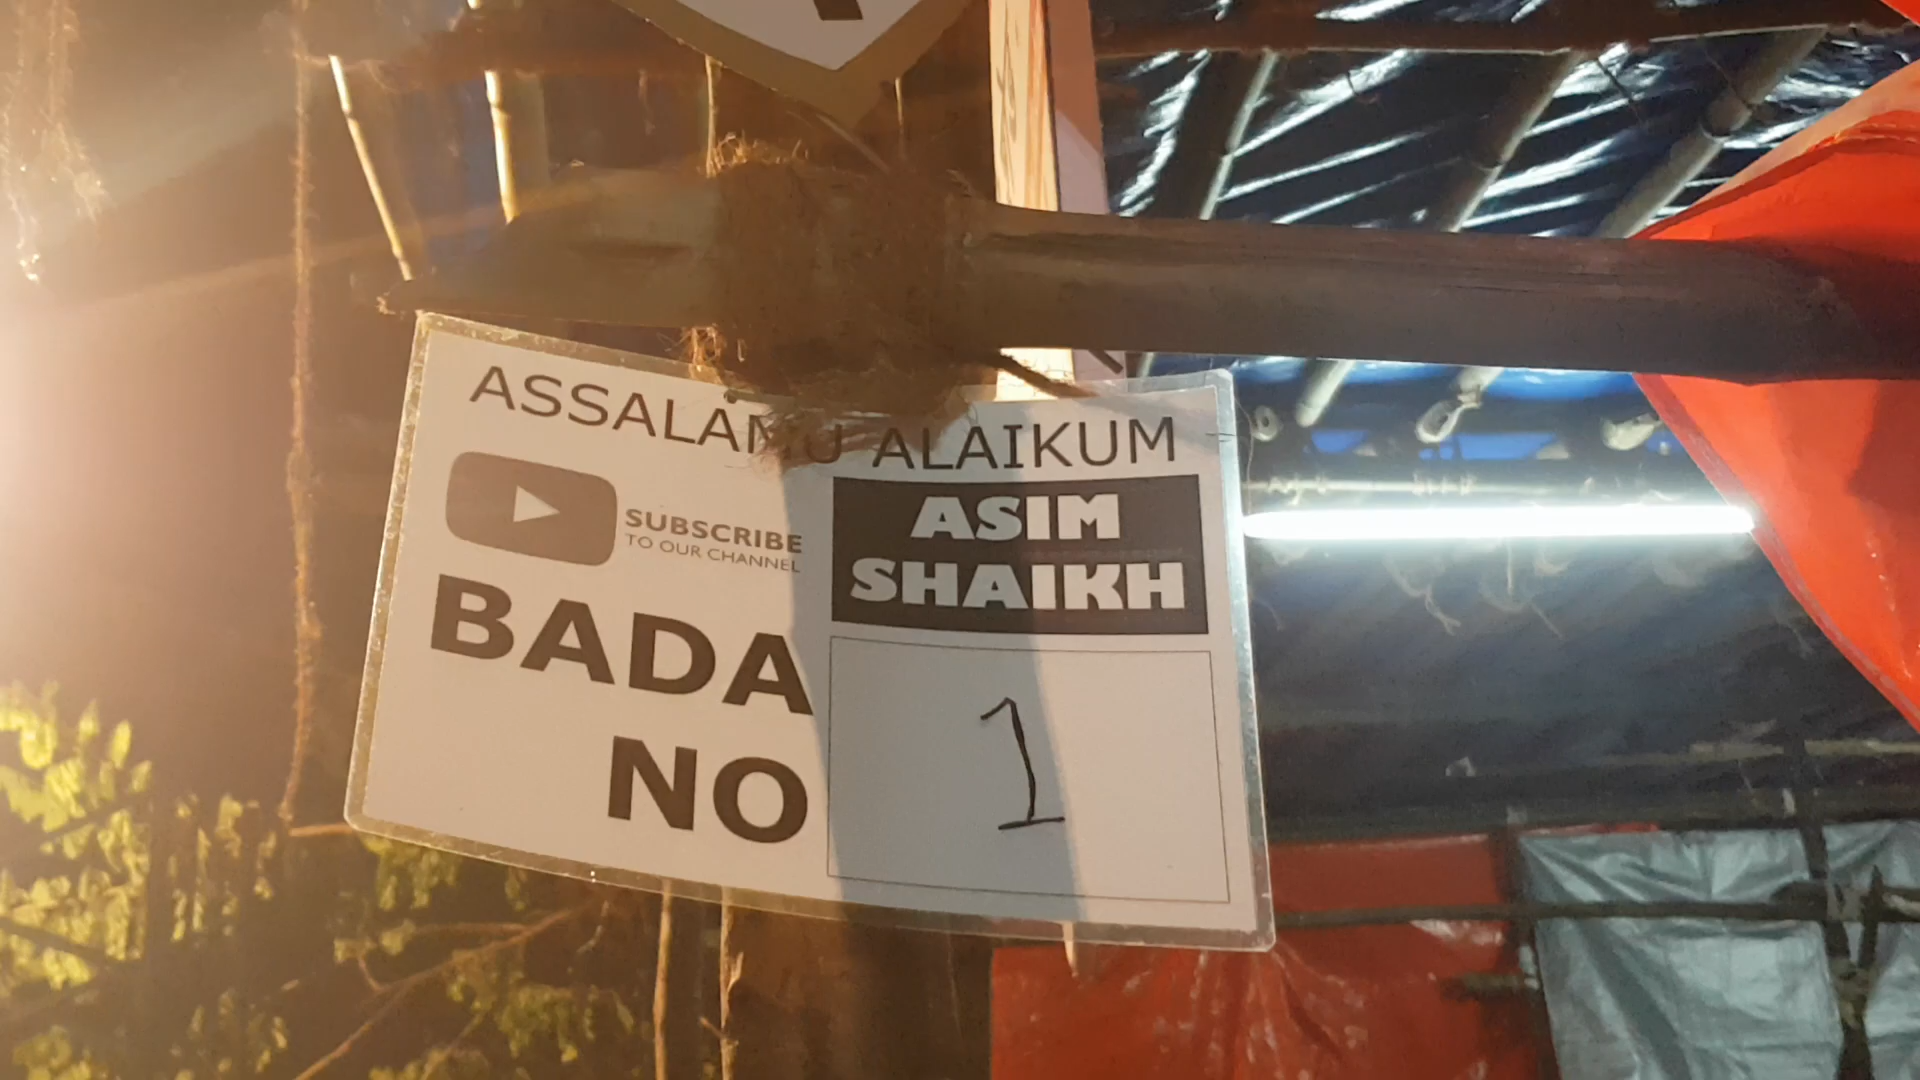 ASSALAMU ALAIKUM
SUBSCRIBE
TO OUR CHANNEL
ASIM
SHAIKH
BADA
NO
1